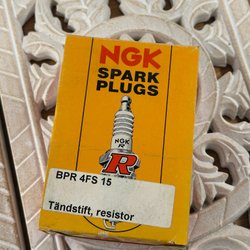 NGK
SPARK
PLUGS
NGK
R
R
BPR 4FS 15
Tändstift, resistor